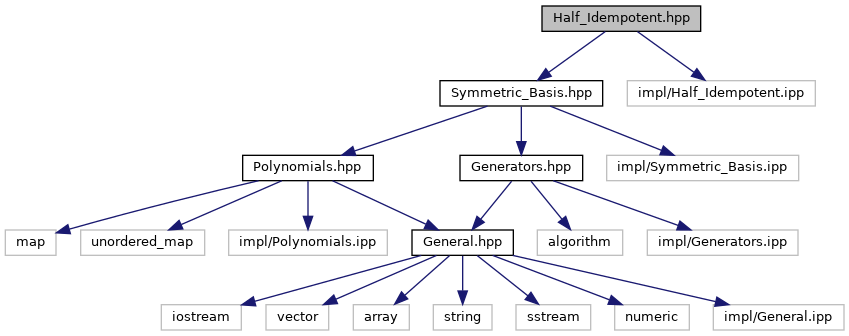 Half_Idempotent.hpp
Symmetric_Basis.hpp
impl/Half_Idempotent.ipp
Polynomials.hpp
Generators.hpp
impl/Symmetric_Basis.ipp
map
unordered_map
impl/Polynomials.ipp
General.hpp
algorithm
impl/Generators.ipp
iostream
vector
array
string
sstream
numeric
impl/General.ipp